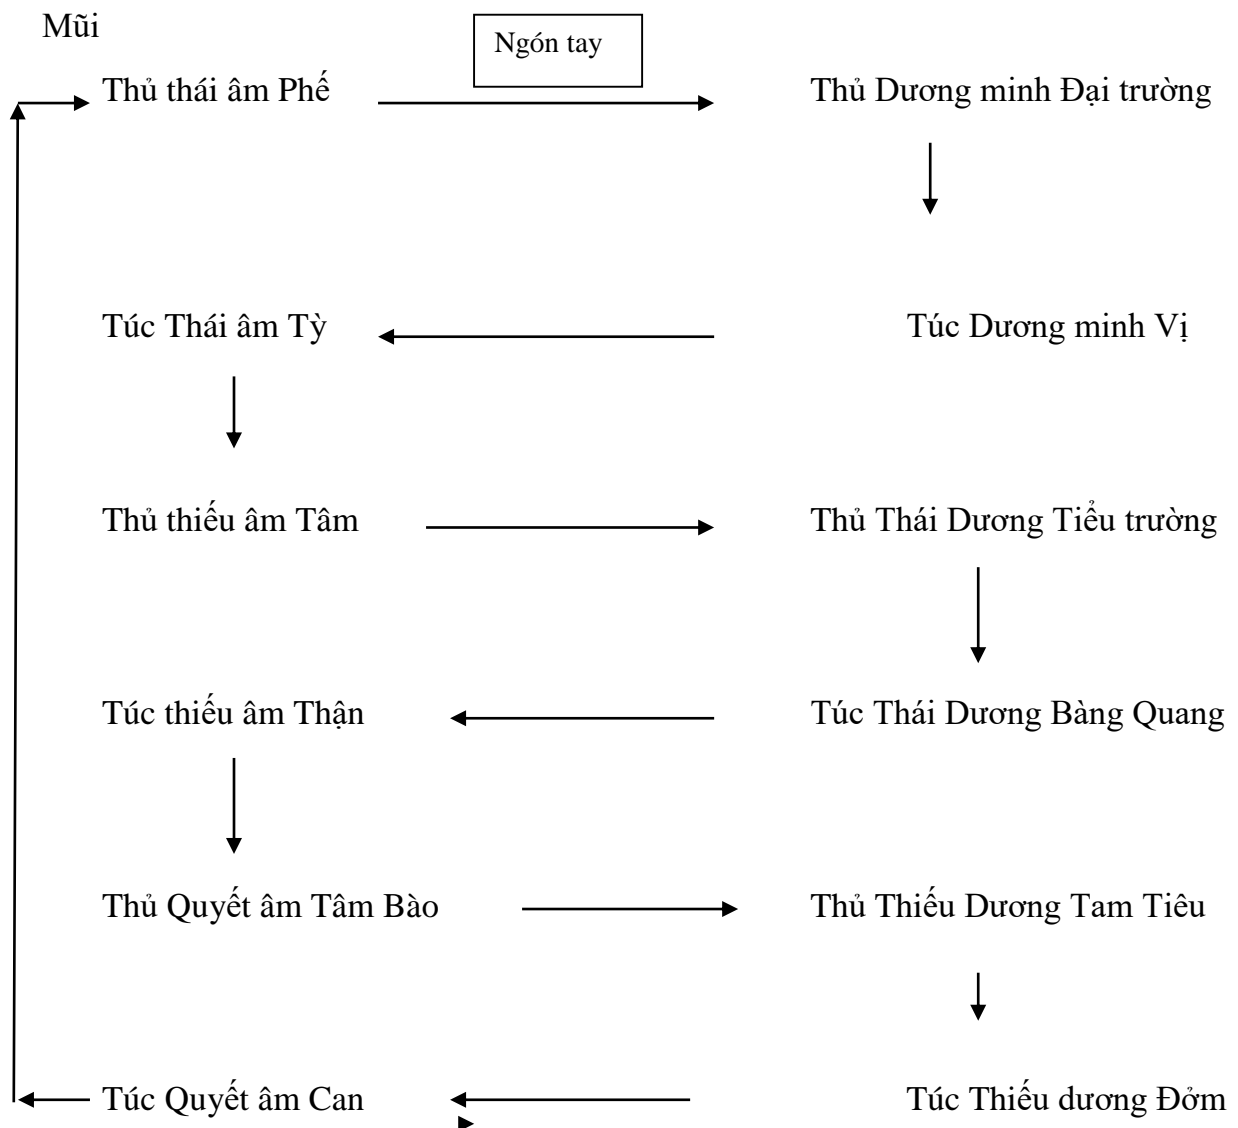 Mũi
Ngón tay
Thủ thái âm Phế
Thủ Dương minh Đại trường
Túc Thái âm Tỳ
Túc Dương minh Vị
Thủ thiếu âm Tâm
Thủ Thái Dương Tiểu trường
Túc thiếu âm Thận
Túc Thái Dương Bàng Quang
Thủ Quyết âm Tâm Bào
Thủ Thiếu Dương Tam Tiêu
Túc Quyết âm Can
Túc Thiếu dương Đởm